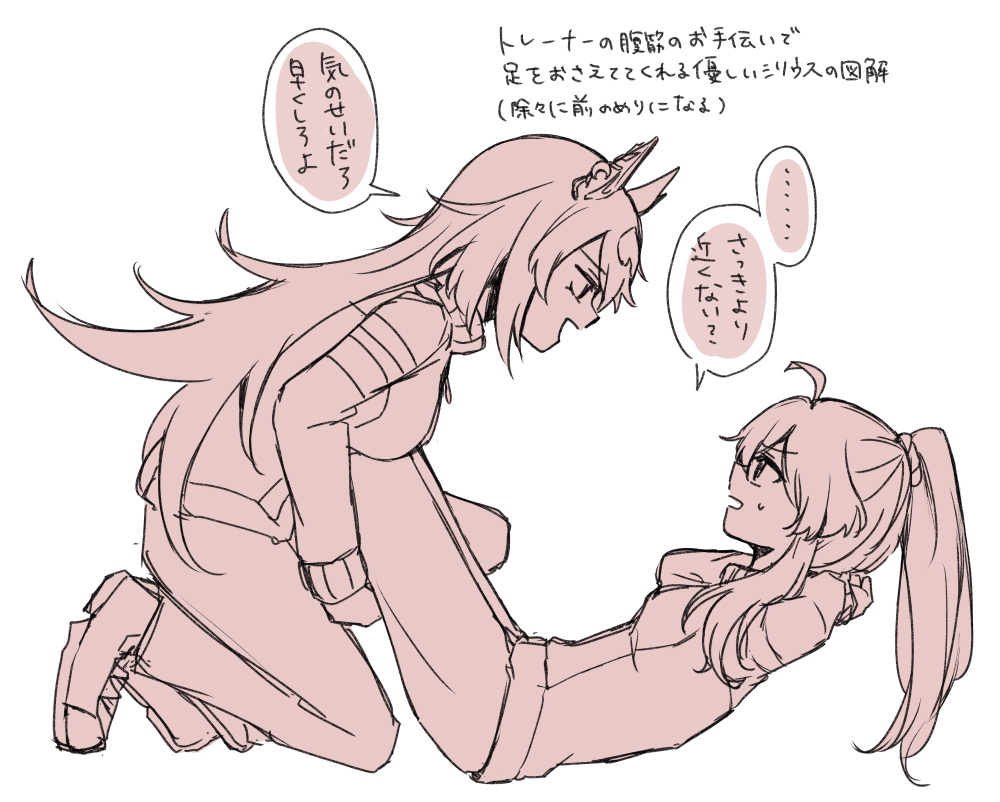 トレーナーの腹筋のお手伝いで
足をおさえててくれる優しいシリウスの図解
(除々に前のめりになる)
気のせいだろ
早くしろよ
……
さっきより
近くない?